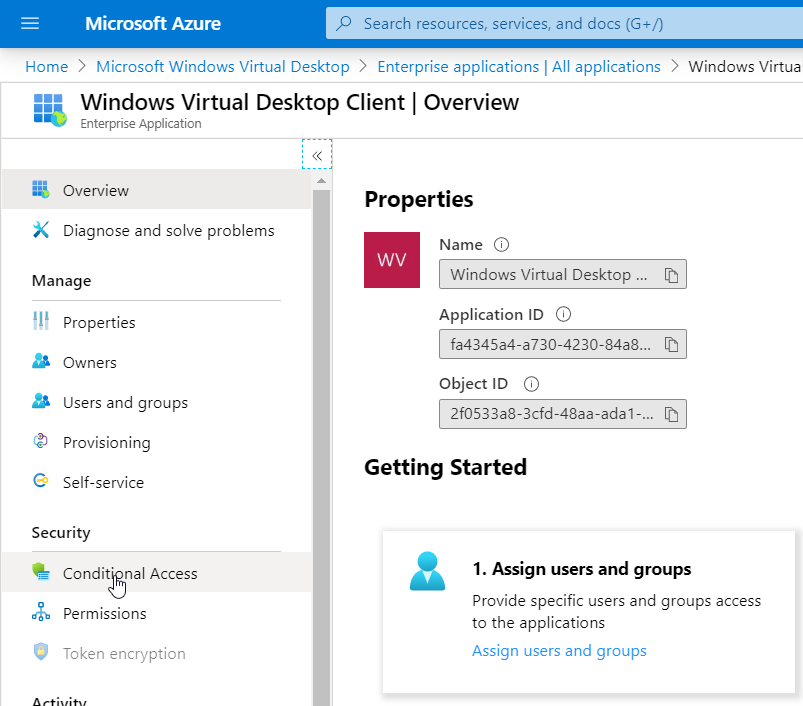 Microsoft Azure
Search resources, services, and docs (G+/)
Home > Microsoft Windows Virtual Desktop > Enterprise applications | All applications > Windows Virtua
Windows Virtual Desktop Client | Overview
Enterprise Application
«
Overview
Diagnose and solve problems
Manage
Properties
Owners
Users and groups
Provisioning
Self-service
Security
Conditional Access
Permissions
Token encryption
Activity
Properties
WV
Name
Windows Virtual Desktop ...
Application ID
fa4345a4-a730-4230-84a8...
Object ID
2f0533a8-3cfd-48aa-ada1-...
Getting Started
1. Assign users and groups
Provide specific users and groups access
to the applications
Assign users and groups